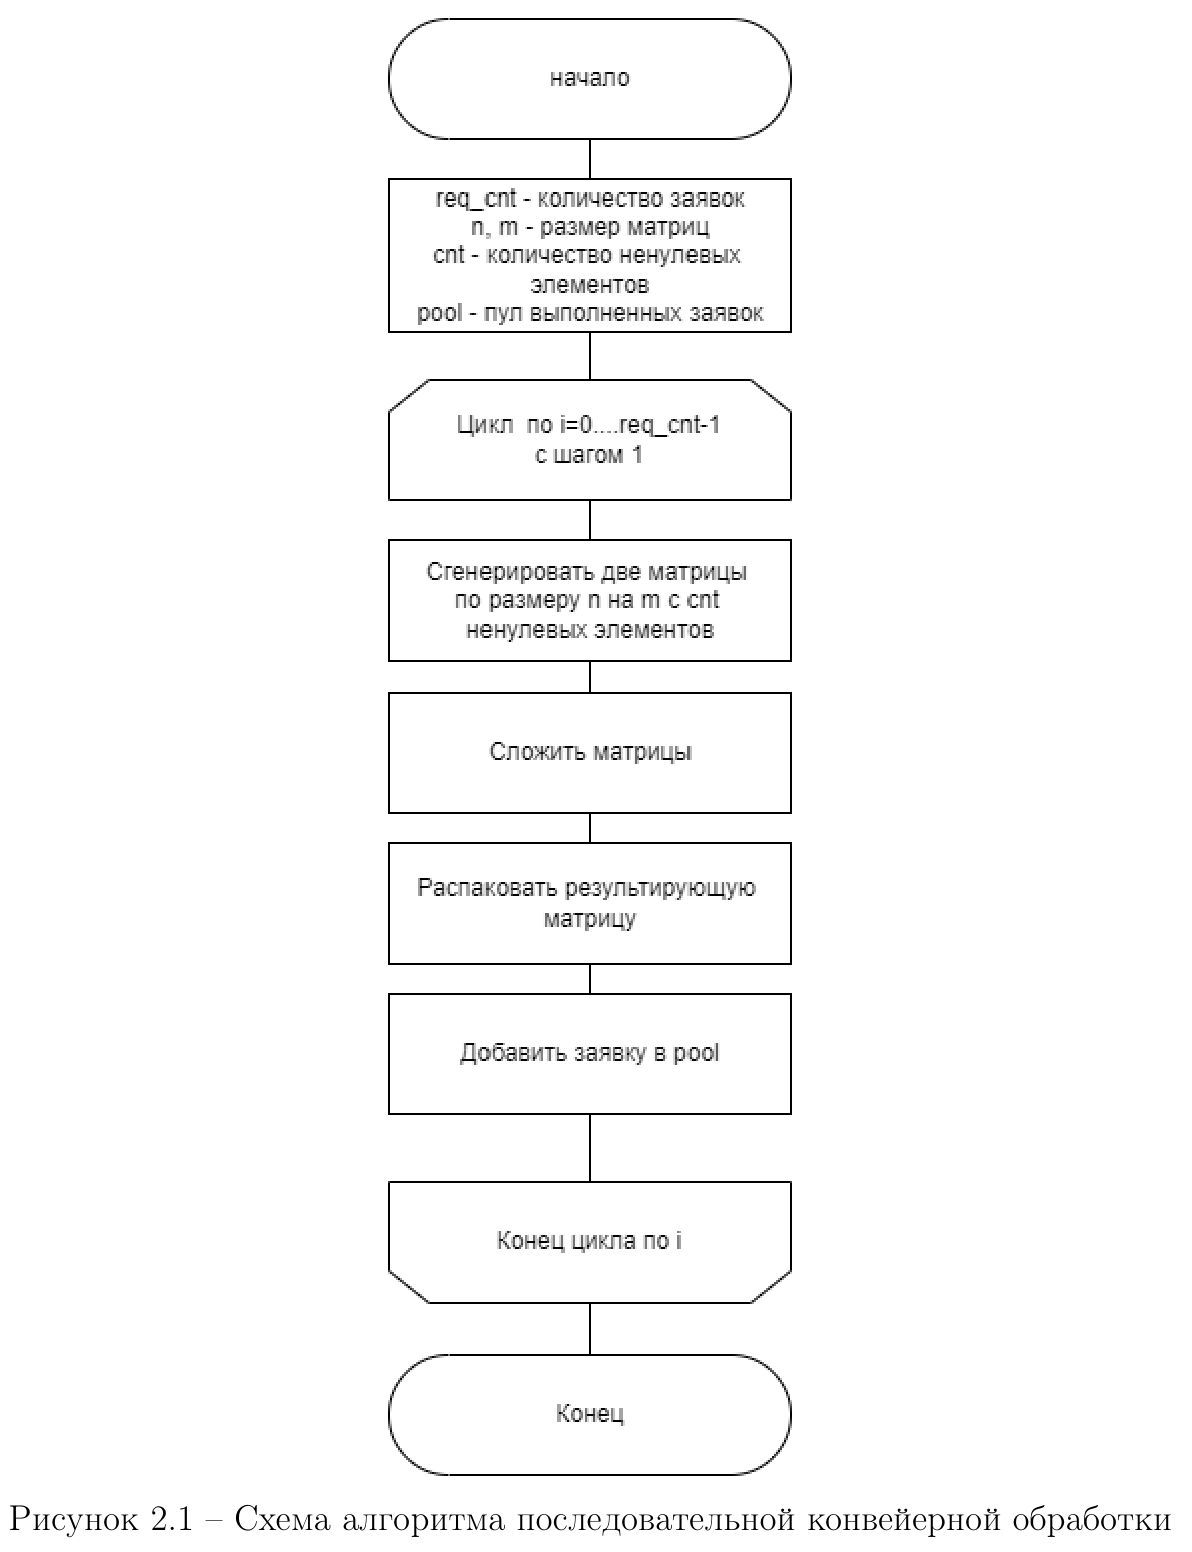 начало
req_cnt - количество заявок
n, m - размер матриц
cnt - количество ненулевых
элементов
pool - пул выполненных заявок
Цикл по i=0....req_cnt-1
с шагом 1
Сгенерировать две матрицы
по размеру n на m с cnt
ненулевых элементов
Сложить матрицы
Распаковать результирующую
матрицу
Добавить заявку в pool
Конец цикла по i
Конец
Рисунок 2.1 – Схема алгоритма последовательной конвейерной обработки